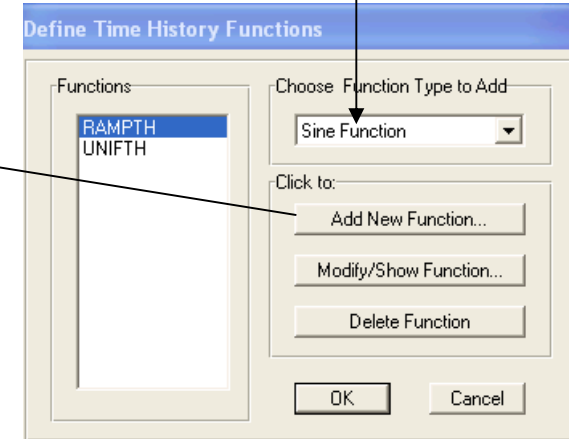 Define Time History Functions
Functions
RAMPTH
UNIFTH
Choose Function Type to Add
Sine Function
Click to:
Add New Function...
Modify/Show Function...
Delete Function
OK
Cancel